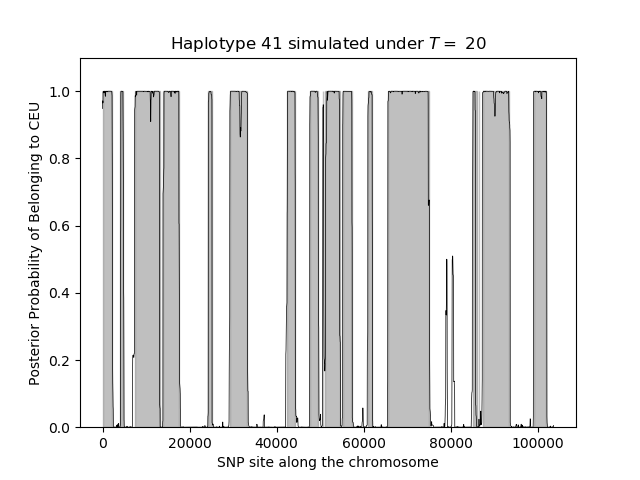 Haplotype 41 simulated under T = 20
Posterior Probability of Belonging to CEU
1.0
0.8
0.6
0.4
0.2
0.0
0 20000 40000 60000 80000 100000
SNP site along the chromosome